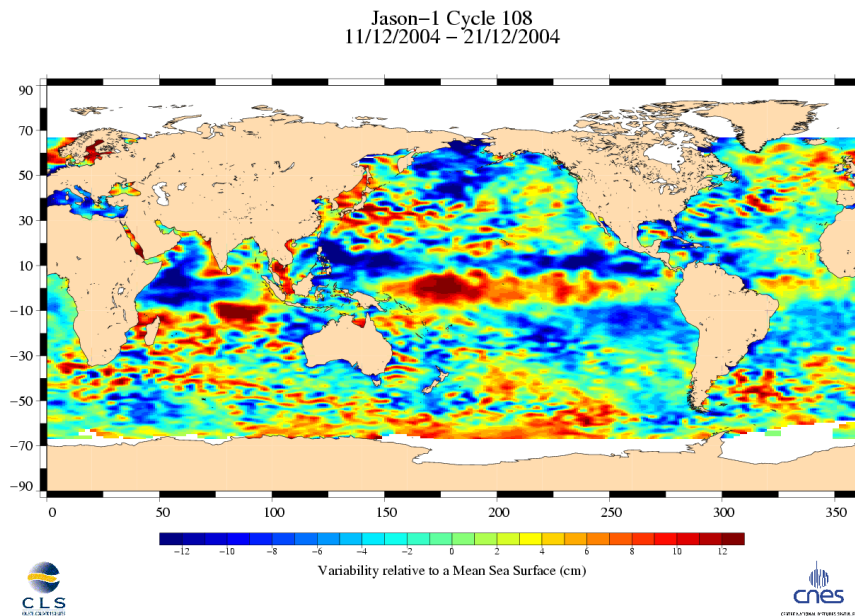 Jason−1 Cycle 108
11/12/2004 − 21/12/2004
90
70
50
30
10
−10
−30
−50
−70
−90
0 50 100 150 200 250 300 350
−12 −10 −8 −6 −4 −2 0 2 4 6 8 10 12
Variability relative to a Mean Sea Surface (cm)
CLS
cnes